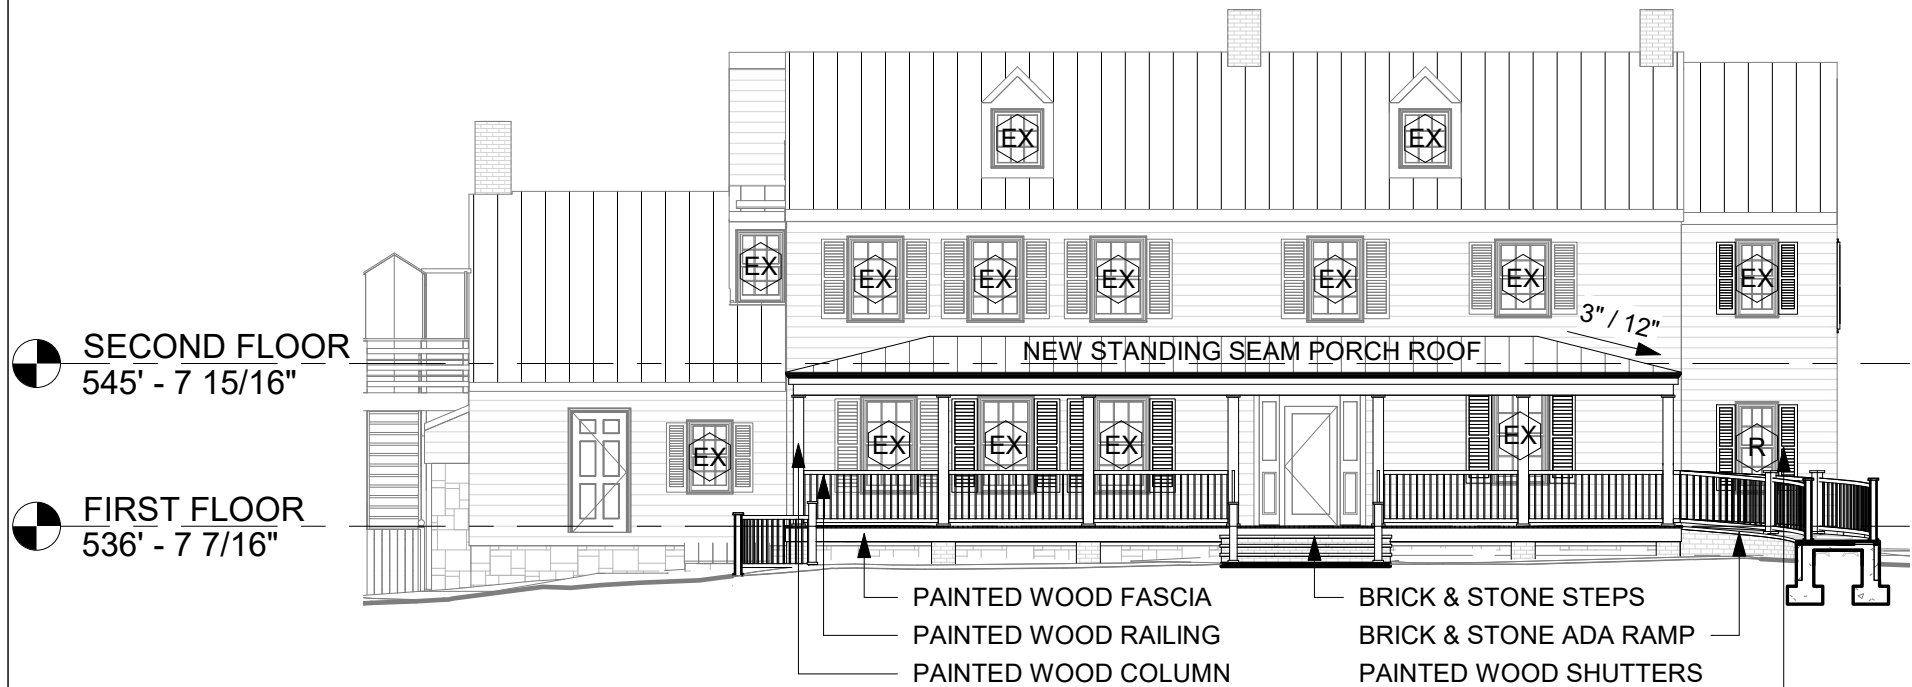 EX
EX
EX
EX
EX
EX
EX
EX
EX
3" / 12"
SECOND FLOOR
545' - 7 15/16"
NEW STANDING SEAM PORCH ROOF
EX
EX
EX
EX
EX
R
FIRST FLOOR
536' - 7 7/16"
PAINTED WOOD FASCIA
PAINTED WOOD RAILING
PAINTED WOOD COLUMN
BRICK & STONE STEPS
BRICK & STONE ADA RAMP
PAINTED WOOD SHUTTERS